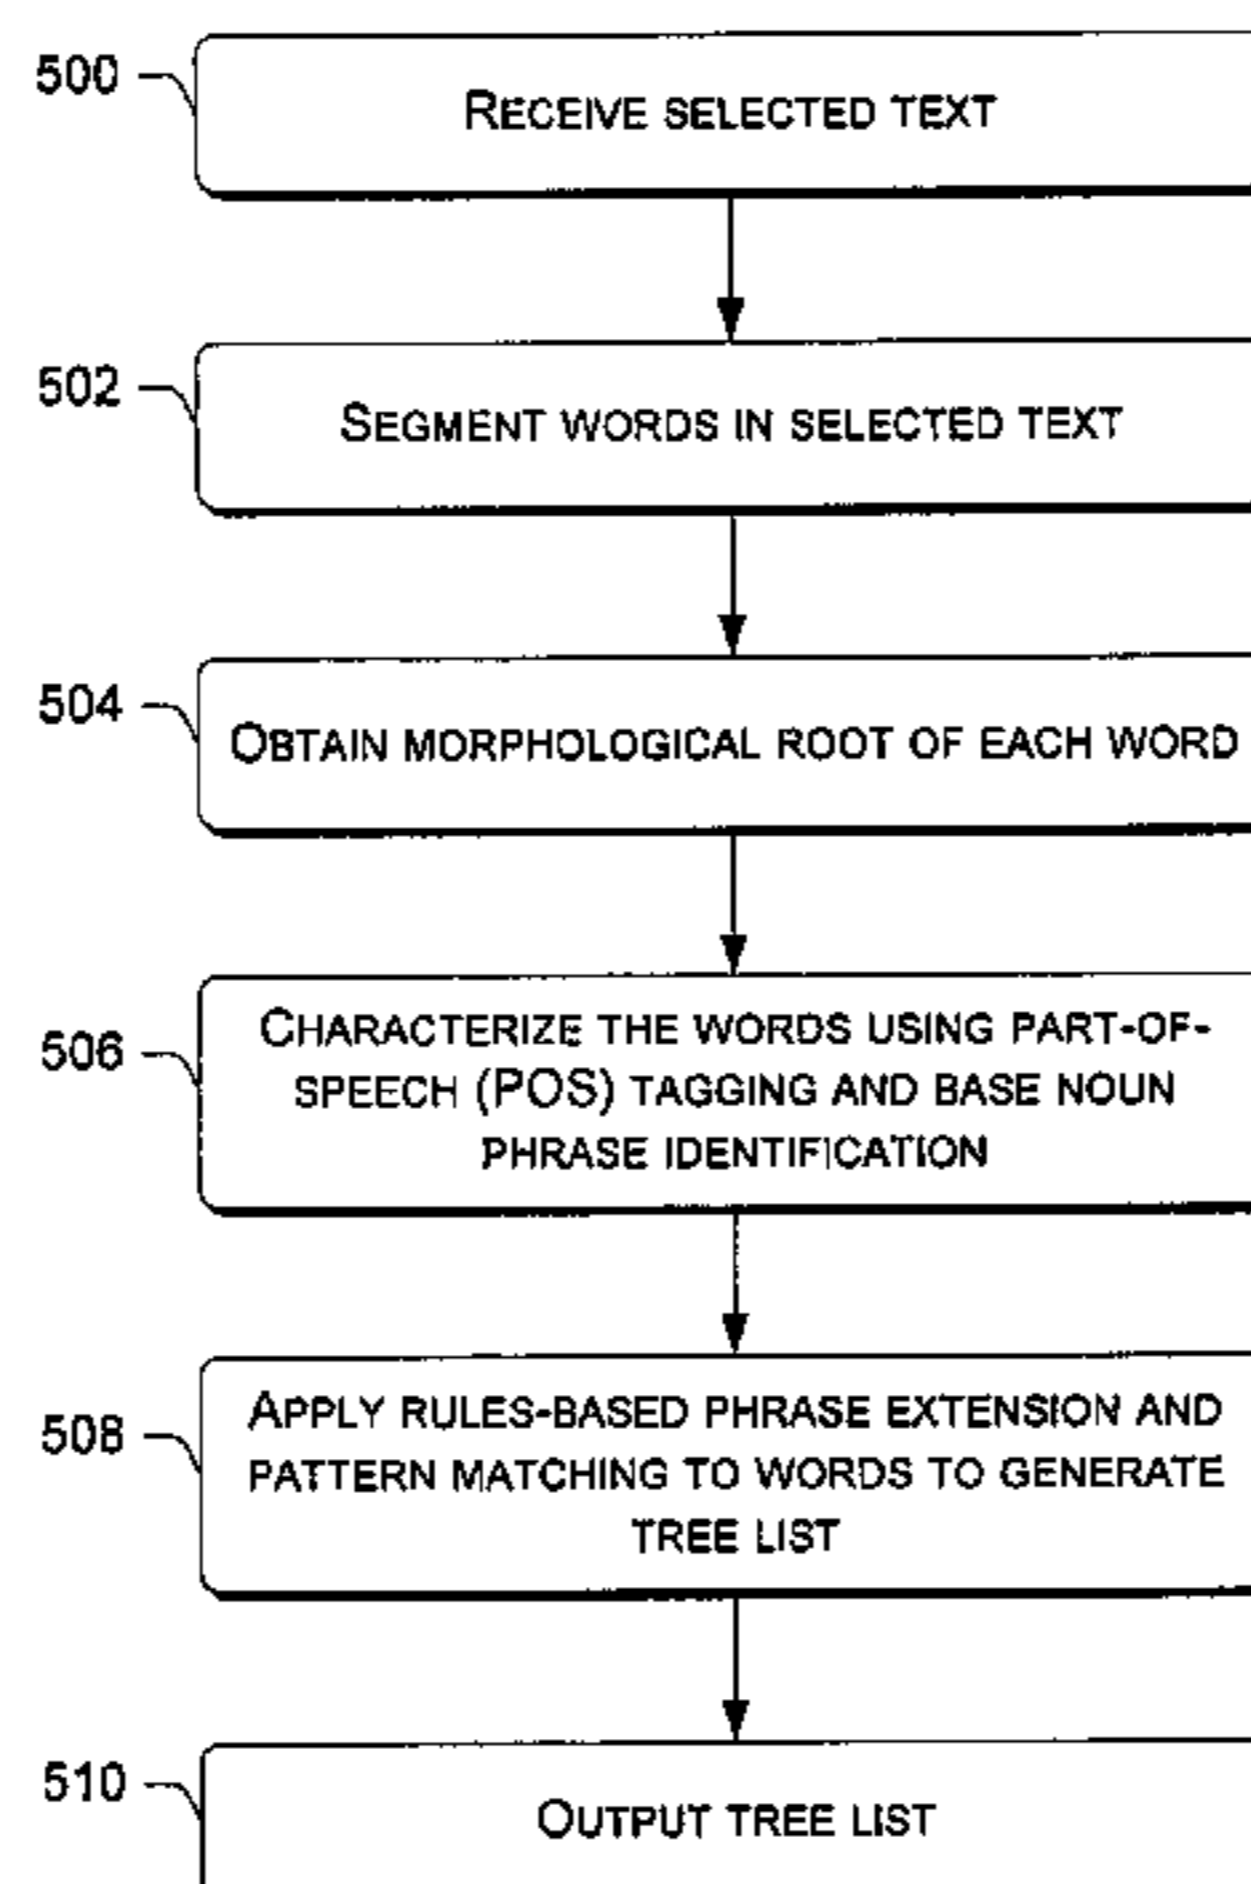 500
RECEIVE SELECTED TEXT
502
SEGMENT WORDS IN SELECTED TEXT
504
OBTAIN MORPHOLOGICAL ROOT OF EACH WORD
506
CHARACTERIZE THE WORDS USING PART-OF-
SPEECH (POS) TAGGING AND BASE NOUN
PHRASE IDENTIFICATION
508
APPLY RULES-BASED PHRASE EXTENSION AND
PATTERN MATCHING TO WORDS TO GENERATE
TREE LIST
510
OUTPUT TREE LIST